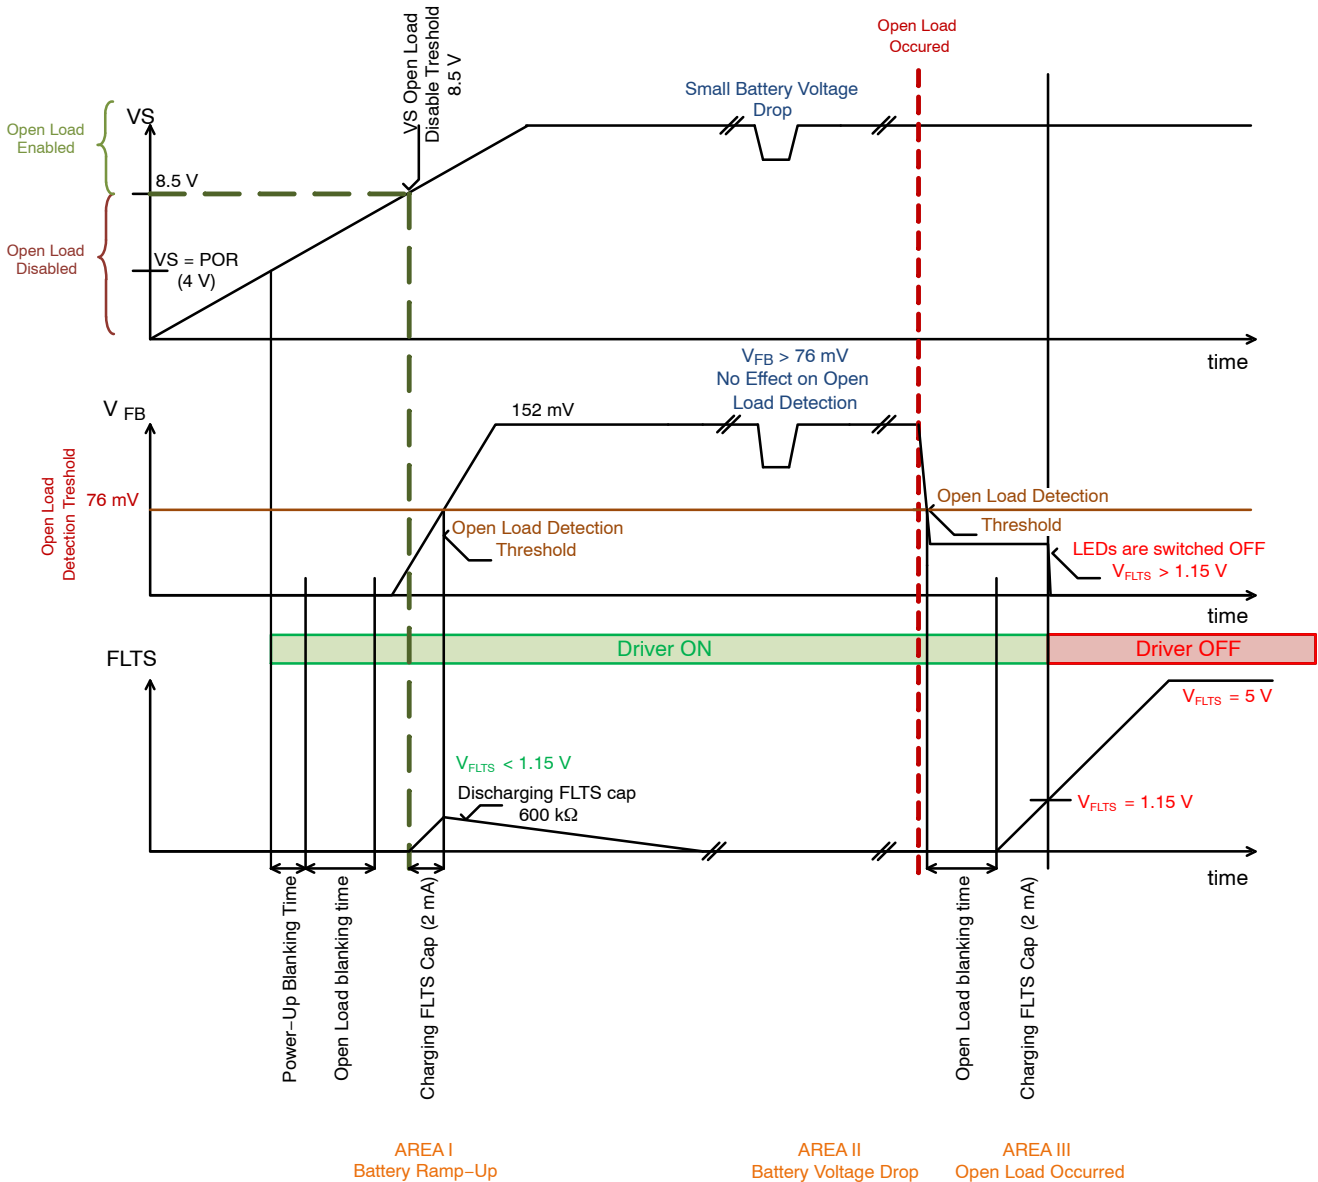 VS Open Load
Disable Treshold
8.5 V
Open Load
Occured
Small Battery Voltage
Drop
VS
Open Load
Enabled
8.5 V
Open Load
Disabled
VS = POR
(4 V)
time
VFB > 76 mV
No Effect on Open
Load Detection
V FB
152 mV
Open Load
Detection Treshold
76 mV
Open Load Detection
Threshold
Open Load Detection
Threshold
LEDs are switched OFF
VFLTS > 1.15 V
time
Driver ON
Driver OFF
FLTS
VFLTS = 5 V
VFLTS < 1.15 V
Discharging FLTS cap
600 kΩ
VFLTS = 1.15 V
time
Power−Up Blanking Time
Open Load blanking time
Charging FLTS Cap (2 mA)
Open Load blanking time
Charging FLTS Cap (2 mA)
AREA I
Battery Ramp−Up
AREA II
Battery Voltage Drop
AREA III
Open Load Occurred